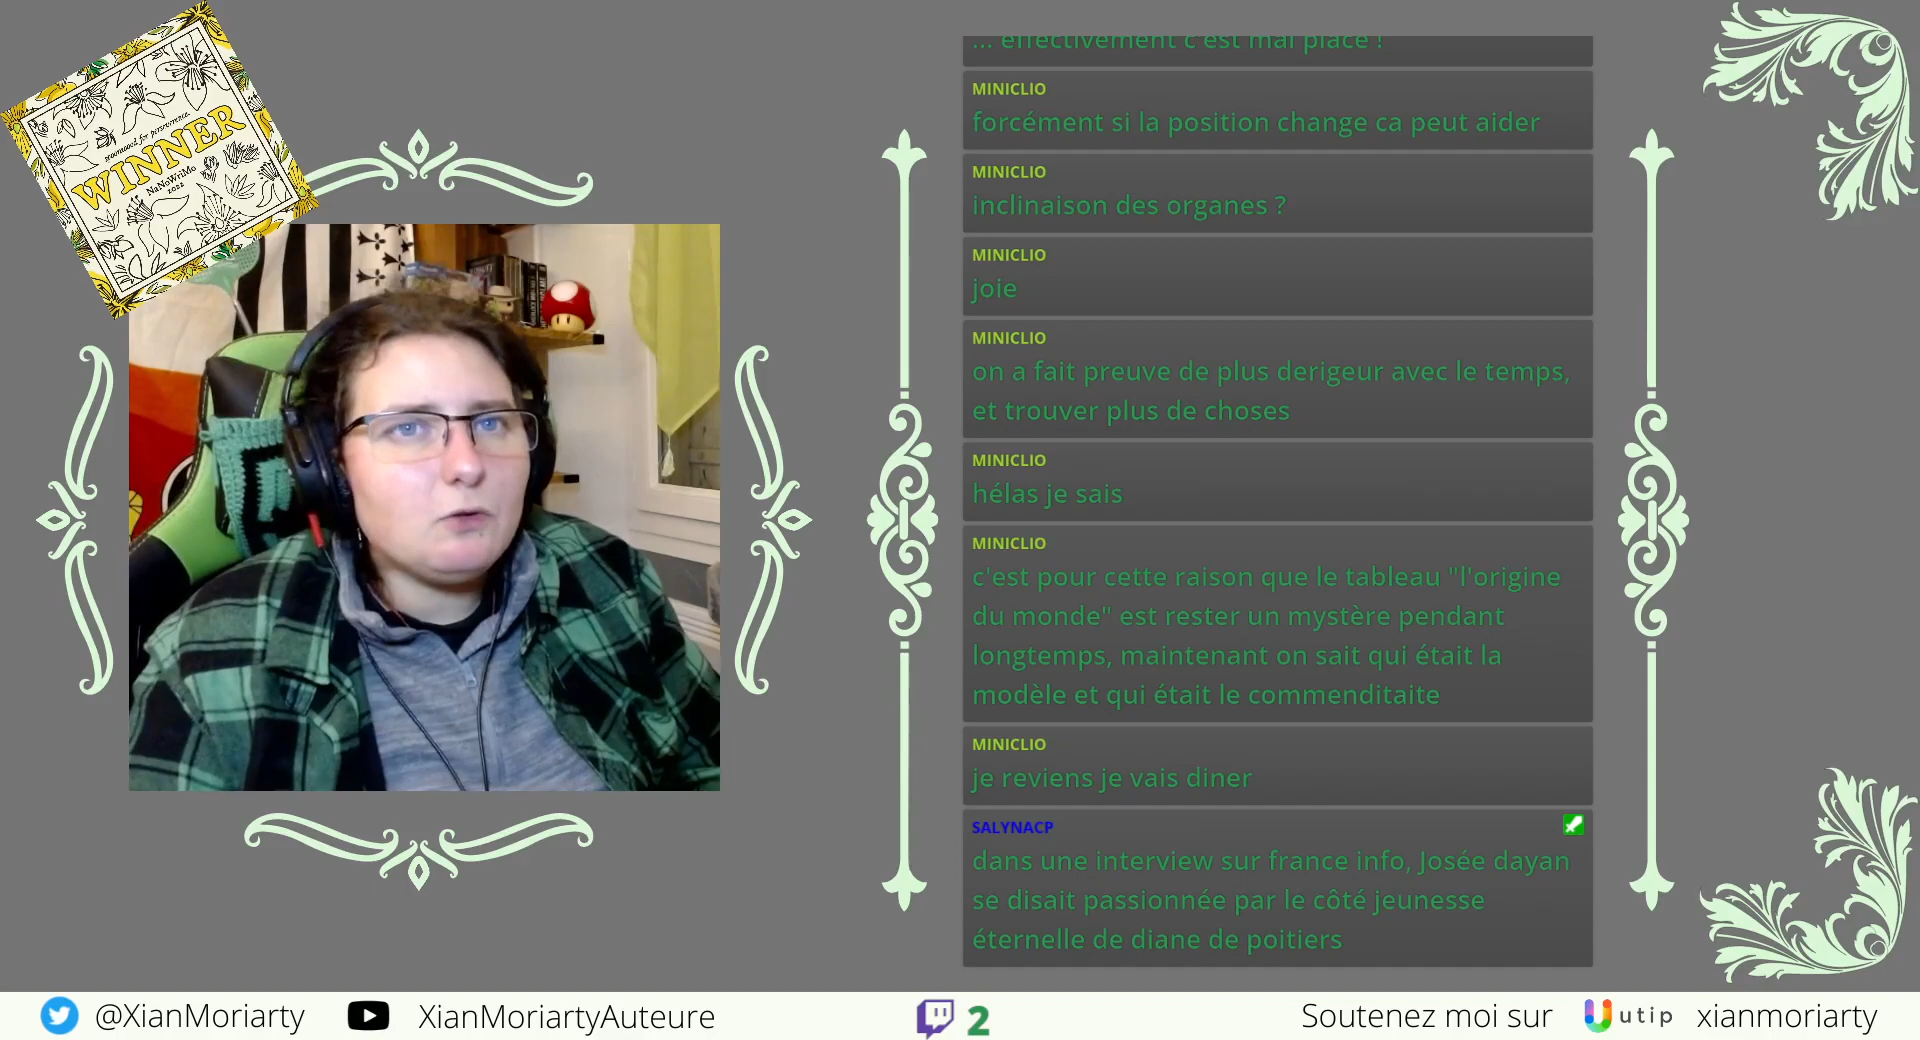 WINNER
NaNoWriMo
2022
... effectivement c'est mal placé !
MINICLIO
forcément si la position change ca peut aider
MINICLIO
inclinaison des organes ?
MINICLIO
joie
MINICLIO
on a fait preuve de plus derigeur avec le temps,
et trouver plus de choses
MINICLIO
hélas je sais
MINICLIO
c'est pour cette raison que le tableau "l'origine
du monde" est rester un mystère pendant
longtemps, maintenant on sait qui était la
modèle et qui était le commenditaite
MINICLIO
je reviens je vais diner
SALYNACP
dans une interview sur france info, Josée dayan
se disait passionnée par le côté jeunesse
éternelle de diane de poitiers
@XianMoriarty
XianMoriartyAuteure
2
Soutenez moi sur
utip
xianmoriarty